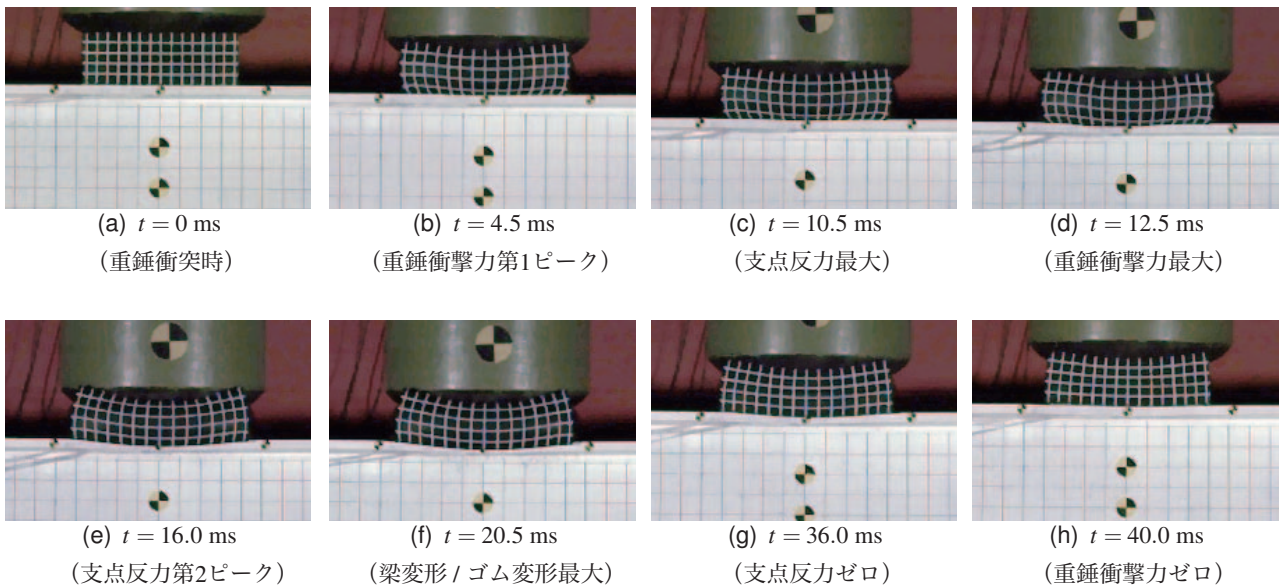 (a) t = 0 ms
（重錘衝突時）
(b) t = 4.5 ms
（重錘衝撃力第1ピーク）
(c) t = 10.5 ms
（支点反力最大）
(d) t = 12.5 ms
（重錘衝撃力最大）
(e) t = 16.0 ms
（支点反力第2ピーク）
(f) t = 20.5 ms
（梁変形 / ゴム変形最大）
(g) t = 36.0 ms
（支点反力ゼロ）
(h) t = 40.0 ms
（重錘衝撃力ゼロ）